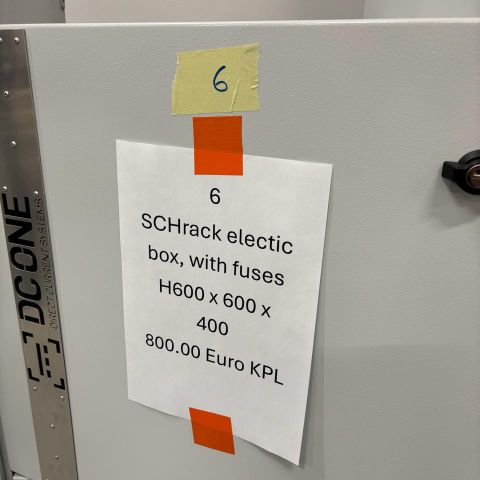 6
6
SCHrack electic
box, with fuses
H600 x 600 x
400
800.00 Euro KPL
DCONE
DIRECT CURRENT SYSTEMS